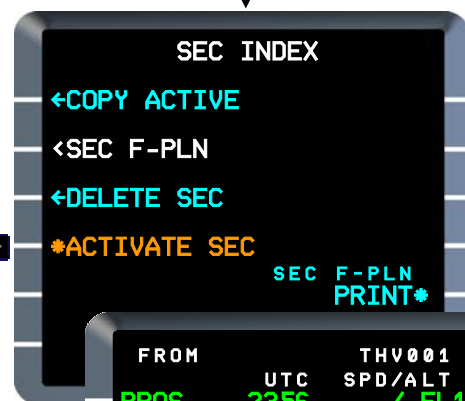 SEC INDEX
←COPY ACTIVE
<SEC F-PLN
←DELETE SEC
*ACTIVATE SEC
SEC F-PLN
PRINT*
FROM THV001
UTC SPD/ALT